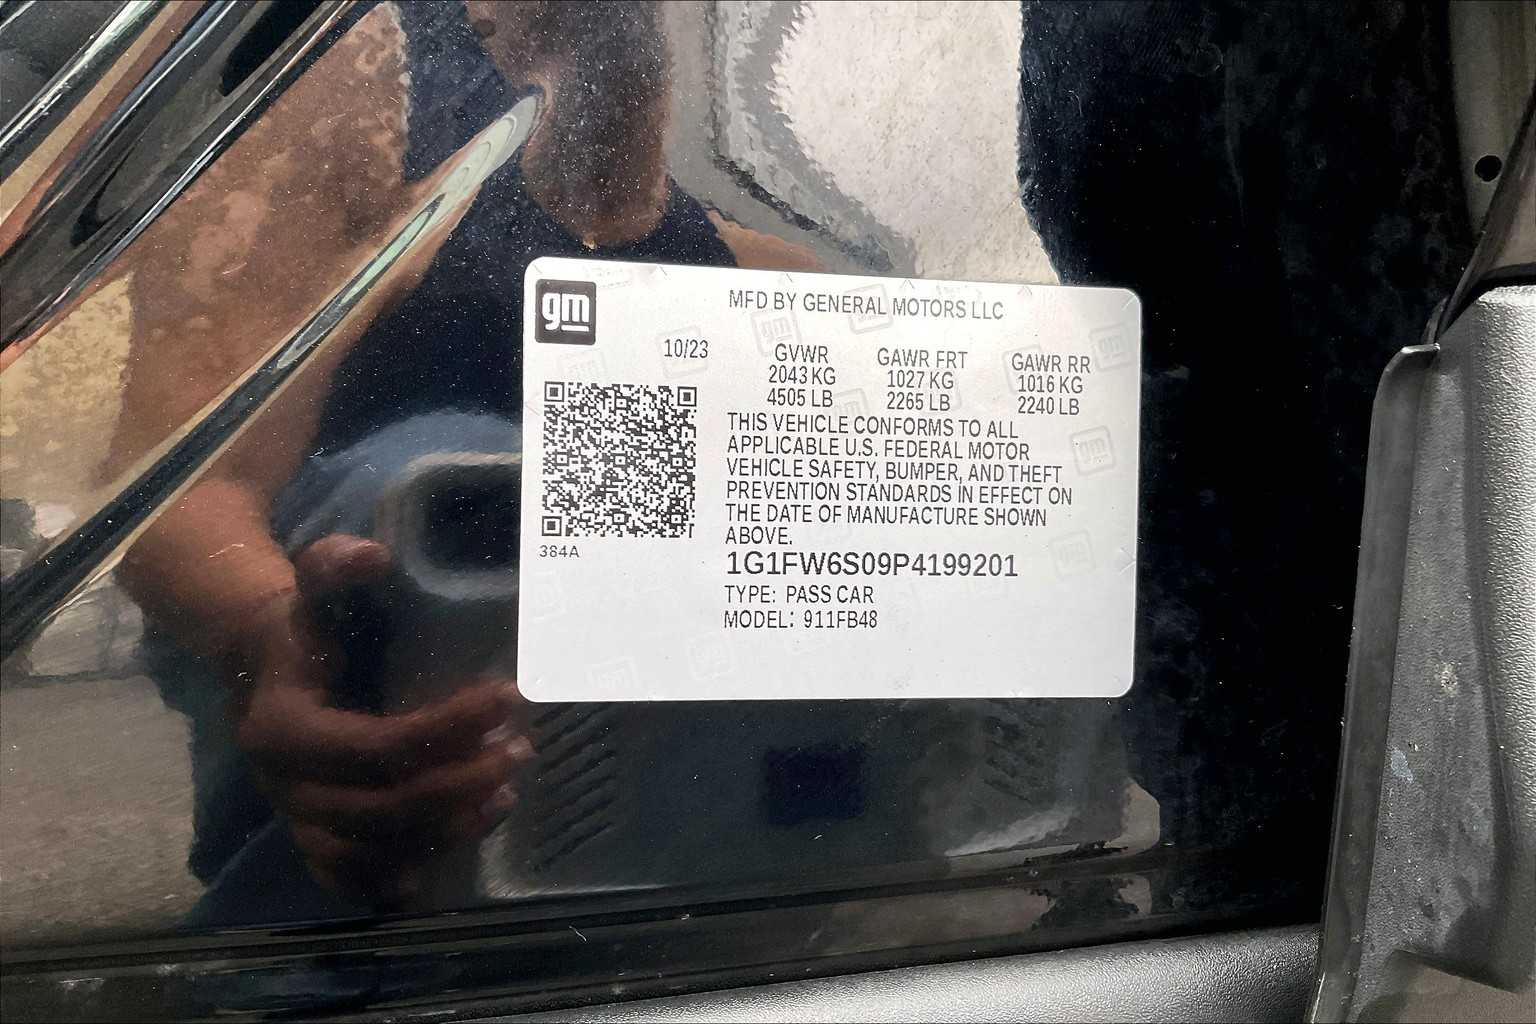 gm
MFD BY GENERAL MOTORS LLC
10/23 GVWR GAWR FRT GAWR RR
2043 KG 1027 KG 1016 KG
4505 LB 2265 LB 2240 LB
THIS VEHICLE CONFORMS TO ALL
APPLICABLE U.S. FEDERAL MOTOR
VEHICLE SAFETY, BUMPER, AND THEFT
PREVENTION STANDARDS IN EFFECT ON
THE DATE OF MANUFACTURE SHOWN
ABOVE.
384A
1G1FW6S09P4199201
TYPE: PASS CAR
MODEL: 911FB48